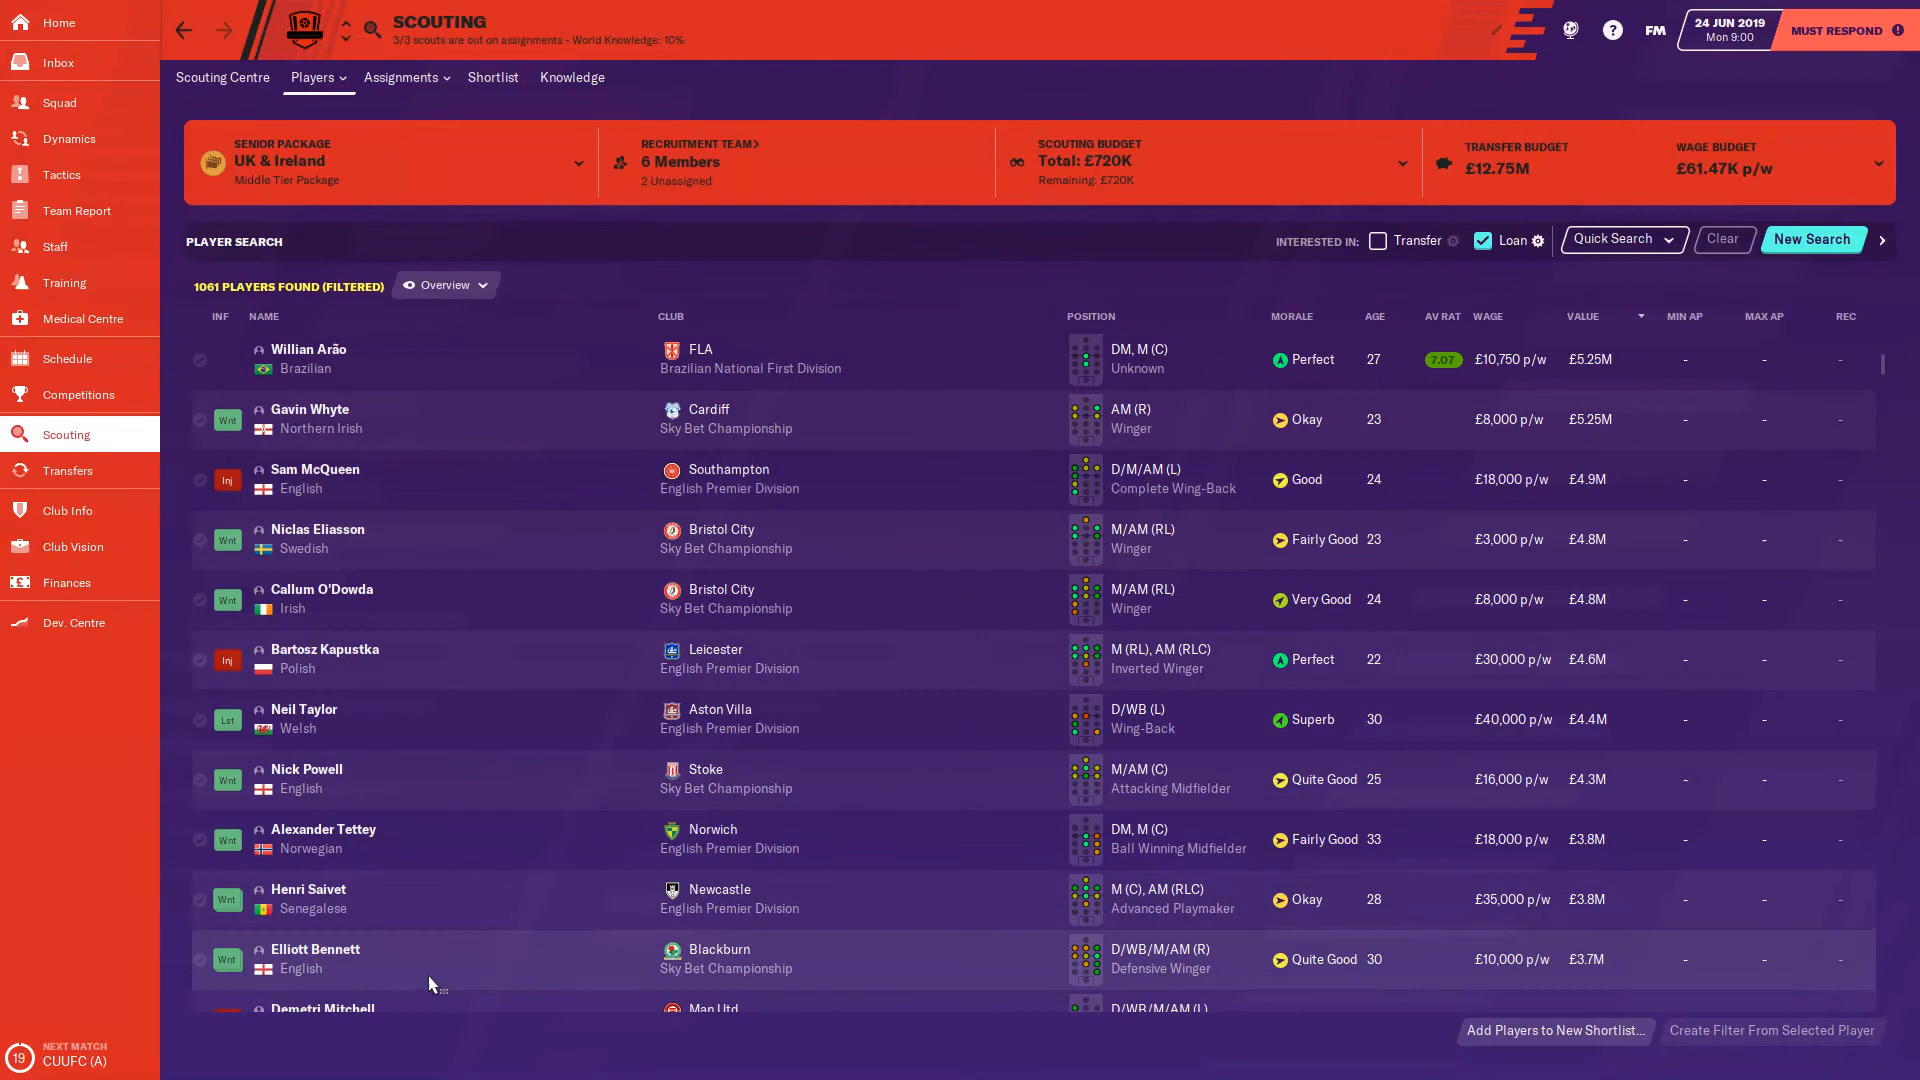 Home
Inbox
Squad
Dynamics
Tactics
Team Report
Staff
Training
Medical Centre
Schedule
Competitions
Scouting
Transfers
Club Info
Club Vision
Finances
Dev. Centre
19 NEXT MATCH
CUUFC (A)
SCOUTING
3/3 scouts are out on assignments - World Knowledge: 10%
? FM
24 JUN 2019
Mon 9:00
MUST RESPOND
Scouting Centre Players Assignments Shortlist Knowledge
SENIOR PACKAGE
UK & Ireland
Middle Tier Package
RECRUITMENT TEAM>
6 Members
2 Unassigned
SCOUTING BUDGET
Total: £720K
Remaining: £720K
TRANSFER BUDGET
£12.75M
WAGE BUDGET
£61.47K p/w
PLAYER SEARCH
INTERESTED IN: Transfer Loan Quick Search Clear New Search
1061 PLAYERS FOUND (FILTERED) Overview
INF NAME CLUB POSITION MORALE AGE AV RAT WAGE VALUE MIN AP MAX AP REC
Willian Arão FLA DM, M (C)
Perfect 27 7.07 £10,750 p/w £5.25M - - -
Brazilian Brazilian National First Division Unknown
Gavin Whyte Cardiff AM (R)
Wnt Okay 23 £8,000 p/w £5.25M - - -
Northern Irish Sky Bet Championship Winger
Sam McQueen Southampton D/M/AM (L)
Inj Good 24 £18,000 p/w £4.9M - - -
English English Premier Division Complete Wing-Back
Niclas Eliasson Bristol City M/AM (RL)
Wnt Fairly Good 23 £3,000 p/w £4.8M - - -
Swedish Sky Bet Championship Winger
Callum O'Dowda Bristol City M/AM (RL)
Wnt Very Good 24 £8,000 p/w £4.8M - - -
Irish Sky Bet Championship Winger
Bartosz Kapustka Leicester M (RL), AM (RLC)
Inj Perfect 22 £30,000 p/w £4.6M - - -
Polish English Premier Division Inverted Winger
Neil Taylor Aston Villa D/WB (L)
Lst Superb 30 £40,000 p/w £4.4M - - -
Welsh English Premier Division Wing-Back
Nick Powell Stoke M/AM (C)
Wnt Quite Good 25 £16,000 p/w £4.3M - - -
English Sky Bet Championship Attacking Midfielder
Alexander Tettey Norwich DM, M (C)
Wnt Fairly Good 33 £18,000 p/w £3.8M - - -
Norwegian English Premier Division Ball Winning Midfielder
Henri Saivet Newcastle M (C), AM (RLC)
Wnt Okay 28 £35,000 p/w £3.8M - - -
Senegalese English Premier Division Advanced Playmaker
Elliott Bennett Blackburn D/WB/M/AM (R)
Wnt Quite Good 30 £10,000 p/w £3.7M - - -
English Sky Bet Championship Defensive Winger
Demetri Mitchell Man Utd D/WB/M/AM (L)
Add Players to New Shortlist... Create Filter From Selected Player